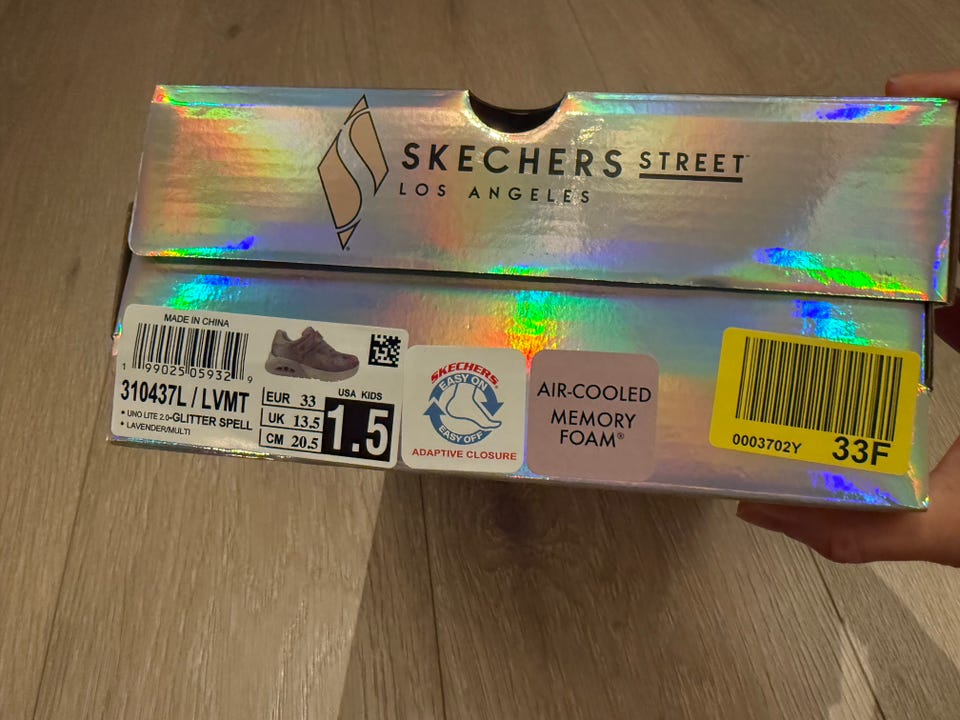 SKECHERS STREET™
LOS ANGELES
MADE IN CHINA
1 99025 05932 9
310437L / LVMT
• UNO LITE 2.0-GLITTER SPELL
• LAVENDER/MULTI
EUR 33
UK 13.5
CM 20.5
USA KIDS
1.5
SKECHERS
EASY ON
EASY OFF
ADAPTIVE CLOSURE
AIR-COOLED
MEMORY
FOAM®
0003702Y 33F